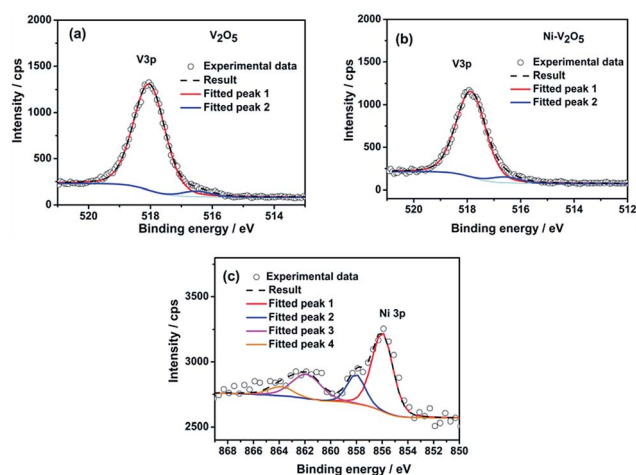 (a) V₂O₅
V3p
Experimental data
Result
Fitted peak 1
Fitted peak 2
Intensity / cps
2000
1500
1000
500
0
520 518 516 514
Binding energy / eV
(b) Ni-V₂O₅
V3p
Experimental data
Result
Fitted peak 1
Fitted peak 2
Intensity / cps
2000
1500
1000
500
0
520 518 516 514 512
Binding energy / eV
(c)
Experimental data
Result
Fitted peak 1
Fitted peak 2
Fitted peak 3
Fitted peak 4
Ni 3p
Intensity / cps
3500
3000
2500
868 866 864 862 860 858 856 854 852 850
Binding energy / eV